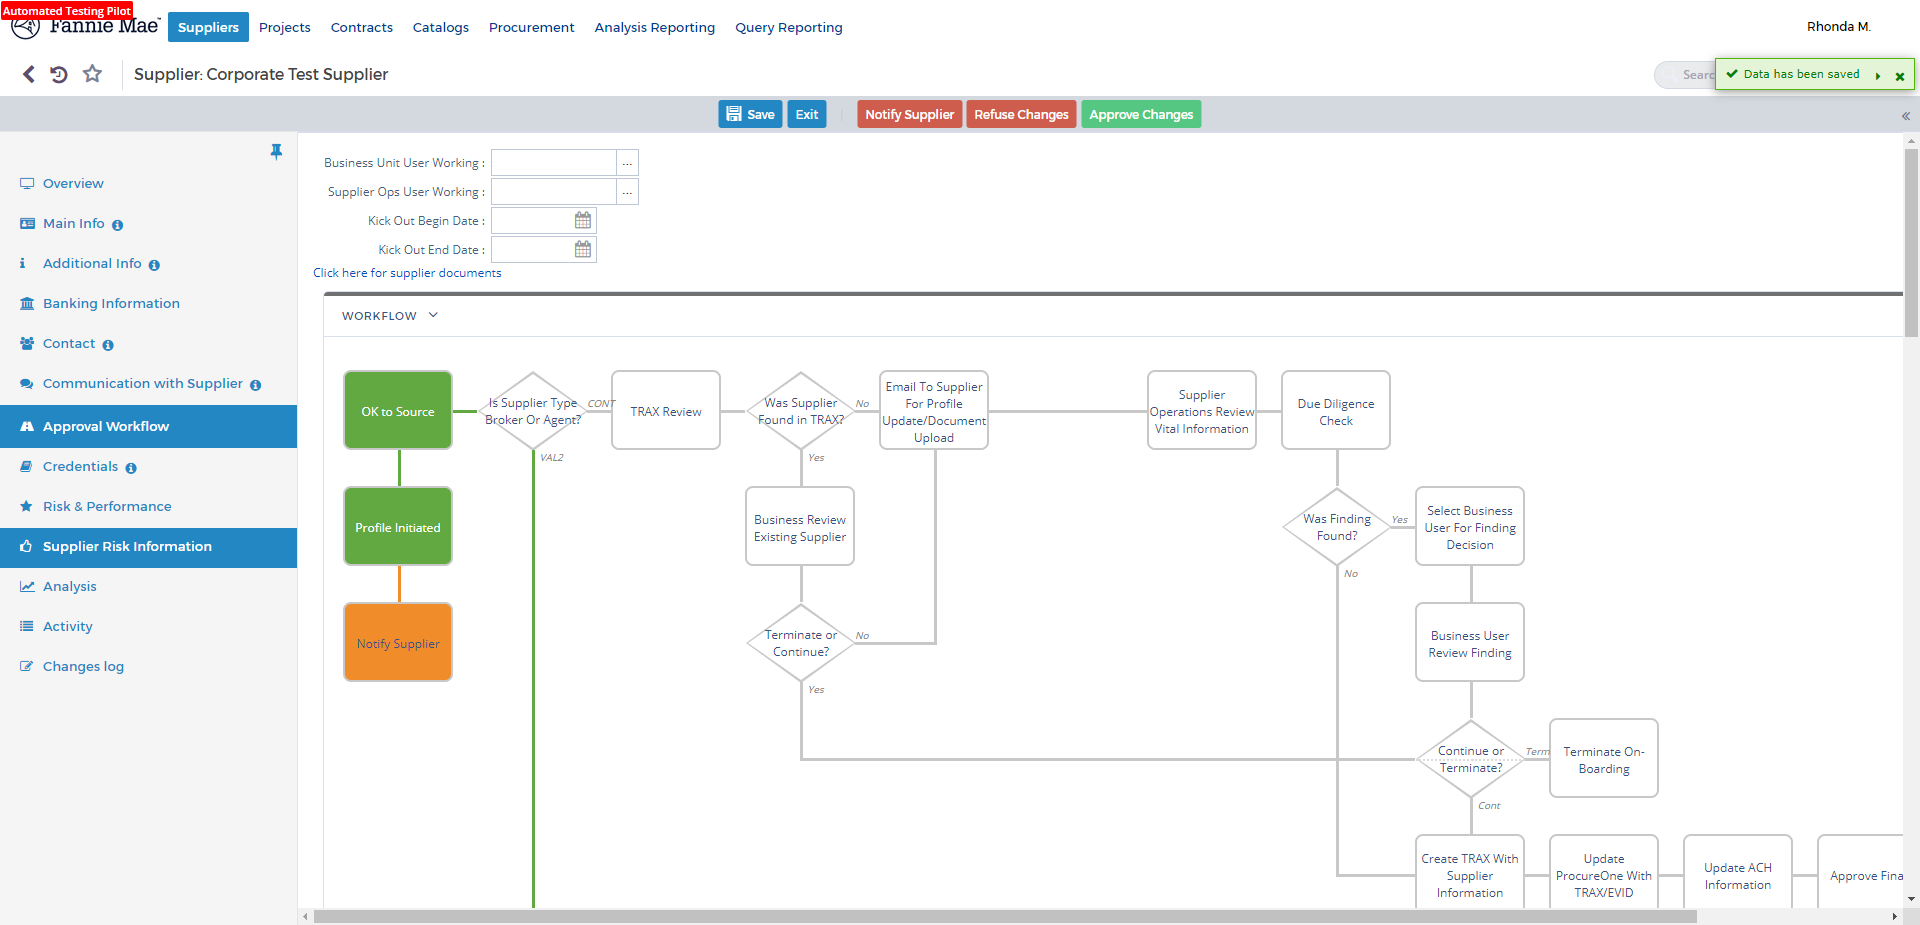 Automated Testing Pilot
Fannie Mae
Suppliers
Projects
Contracts
Catalogs
Procurement
Analysis Reporting
Query Reporting
Rhonda M.
Supplier: Corporate Test Supplier
Data has been saved
Save
Exit
Notify Supplier
Refuse Changes
Approve Changes
Overview
Main Info
Additional Info
Banking Information
Contact
Communication with Supplier
Approval Workflow
Credentials
Risk & Performance
Supplier Risk Information
Analysis
Activity
Changes log
Business Unit User Working :
...
Supplier Ops User Working :
...
Kick Out Begin Date :
Kick Out End Date :
Click here for supplier documents
WORKFLOW
OK to Source
Is Supplier Type
Broker Or Agent?
CONT
VAL2
TRAX Review
Was Supplier
Found in TRAX?
No
Yes
Email To Supplier
For Profile
Update/Document
Upload
Supplier
Operations Review
Vital Information
Due Diligence
Check
Profile Initiated
Business Review
Existing Supplier
Was Finding
Found?
Yes
No
Select Business
User For Finding
Decision
Notify Supplier
Terminate or
Continue?
No
Yes
Business User
Review Finding
Continue or
Terminate?
Term
Cont
Terminate On-
Boarding
Create TRAX With
Supplier
Information
Update
ProcureOne With
TRAX/EVID
Update ACH
Information
Approve Fina